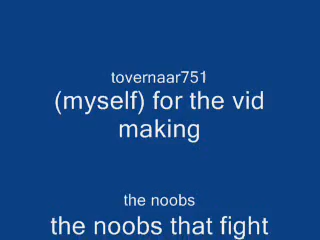 tovernaar751
(myself) for the vid
making
the noobs
the noobs that fight